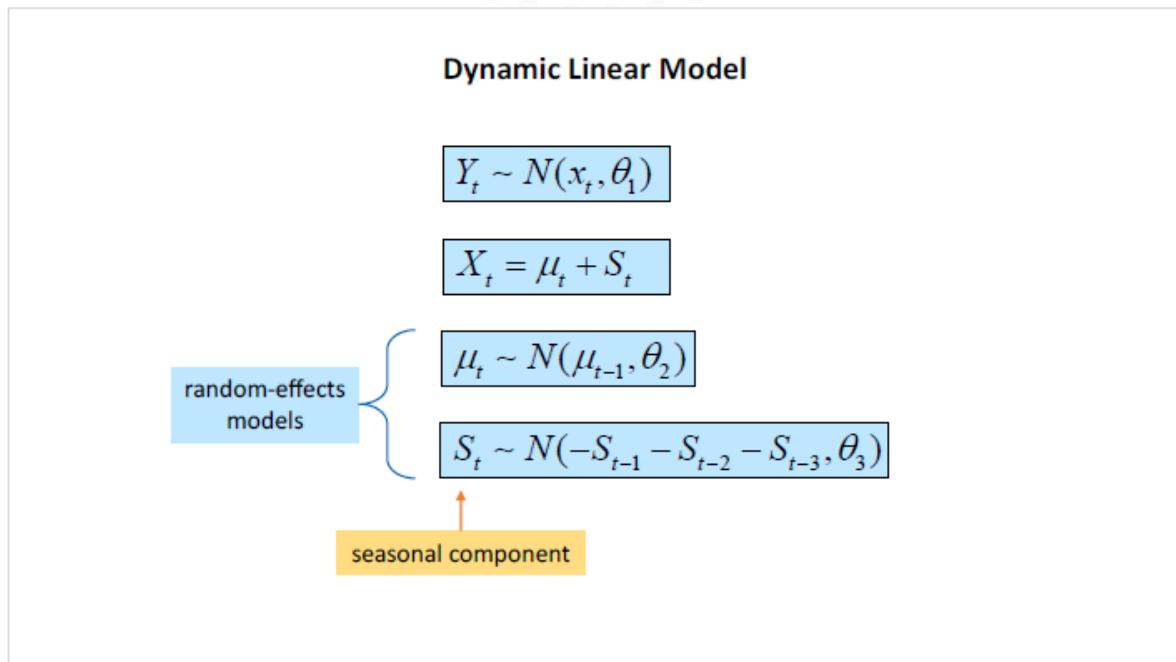 Dynamic Linear Model
Y_t ~ N(x_t, θ_1)
X_t = μ_t + S_t
μ_t ~ N(μ_{t-1}, θ_2)
random-effects
models
S_t ~ N(-S_{t-1} - S_{t-2} - S_{t-3}, θ_3)
seasonal component